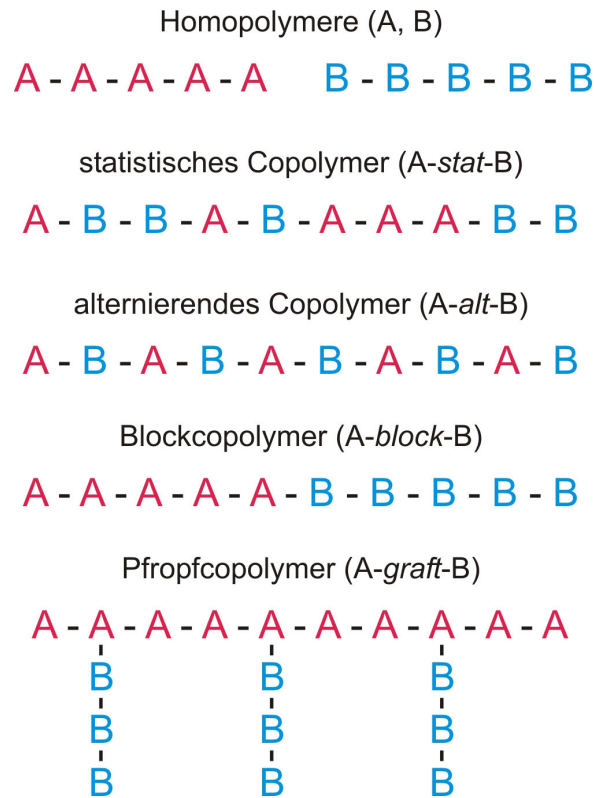 Homopolymere (A, B)
A - A - A - A - A B - B - B - B - B
statistisches Copolymer (A-stat-B)
A - B - B - A - B - A - A - A - B - B
alternierendes Copolymer (A-alt-B)
A - B - A - B - A - B - A - B - A - B
Blockcopolymer (A-block-B)
A - A - A - A - A - B - B - B - B - B
Pfropfcopolymer (A-graft-B)
A - A - A - A - A - A - A - A - A - A
B B B
B B B
B B B